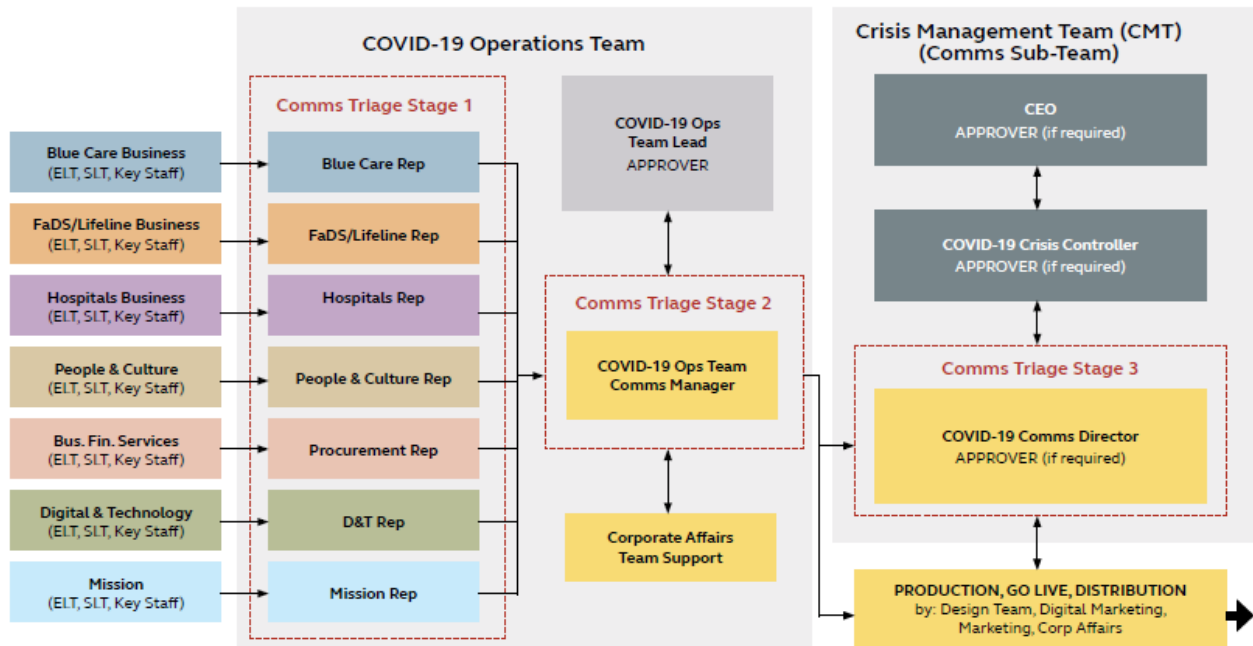 COVID-19 Operations Team
Crisis Management Team (CMT)
(Comms Sub-Team)
Comms Triage Stage 1
Blue Care Business
(ELT, SLT, Key Staff)
FaDS/Lifeline Business
(ELT, SLT, Key Staff)
Hospitals Business
(ELT, SLT, Key Staff)
People & Culture
(ELT, SLT, Key Staff)
Bus. Fin. Services
(ELT, SLT, Key Staff)
Digital & Technology
(ELT, SLT, Key Staff)
Mission
(ELT, SLT, Key Staff)
Blue Care Rep
FaDS/Lifeline Rep
Hospitals Rep
People & Culture Rep
Procurement Rep
D&T Rep
Mission Rep
COVID-19 Ops
Team Lead
APPROVER
Comms Triage Stage 2
COVID-19 Ops Team
Comms Manager
Corporate Affairs
Team Support
CEO
APPROVER (if required)
COVID-19 Crisis Controller
APPROVER (if required)
Comms Triage Stage 3
COVID-19 Comms Director
APPROVER (if required)
PRODUCTION, GO LIVE, DISTRIBUTION
by: Design Team, Digital Marketing,
Marketing, Corp Affairs